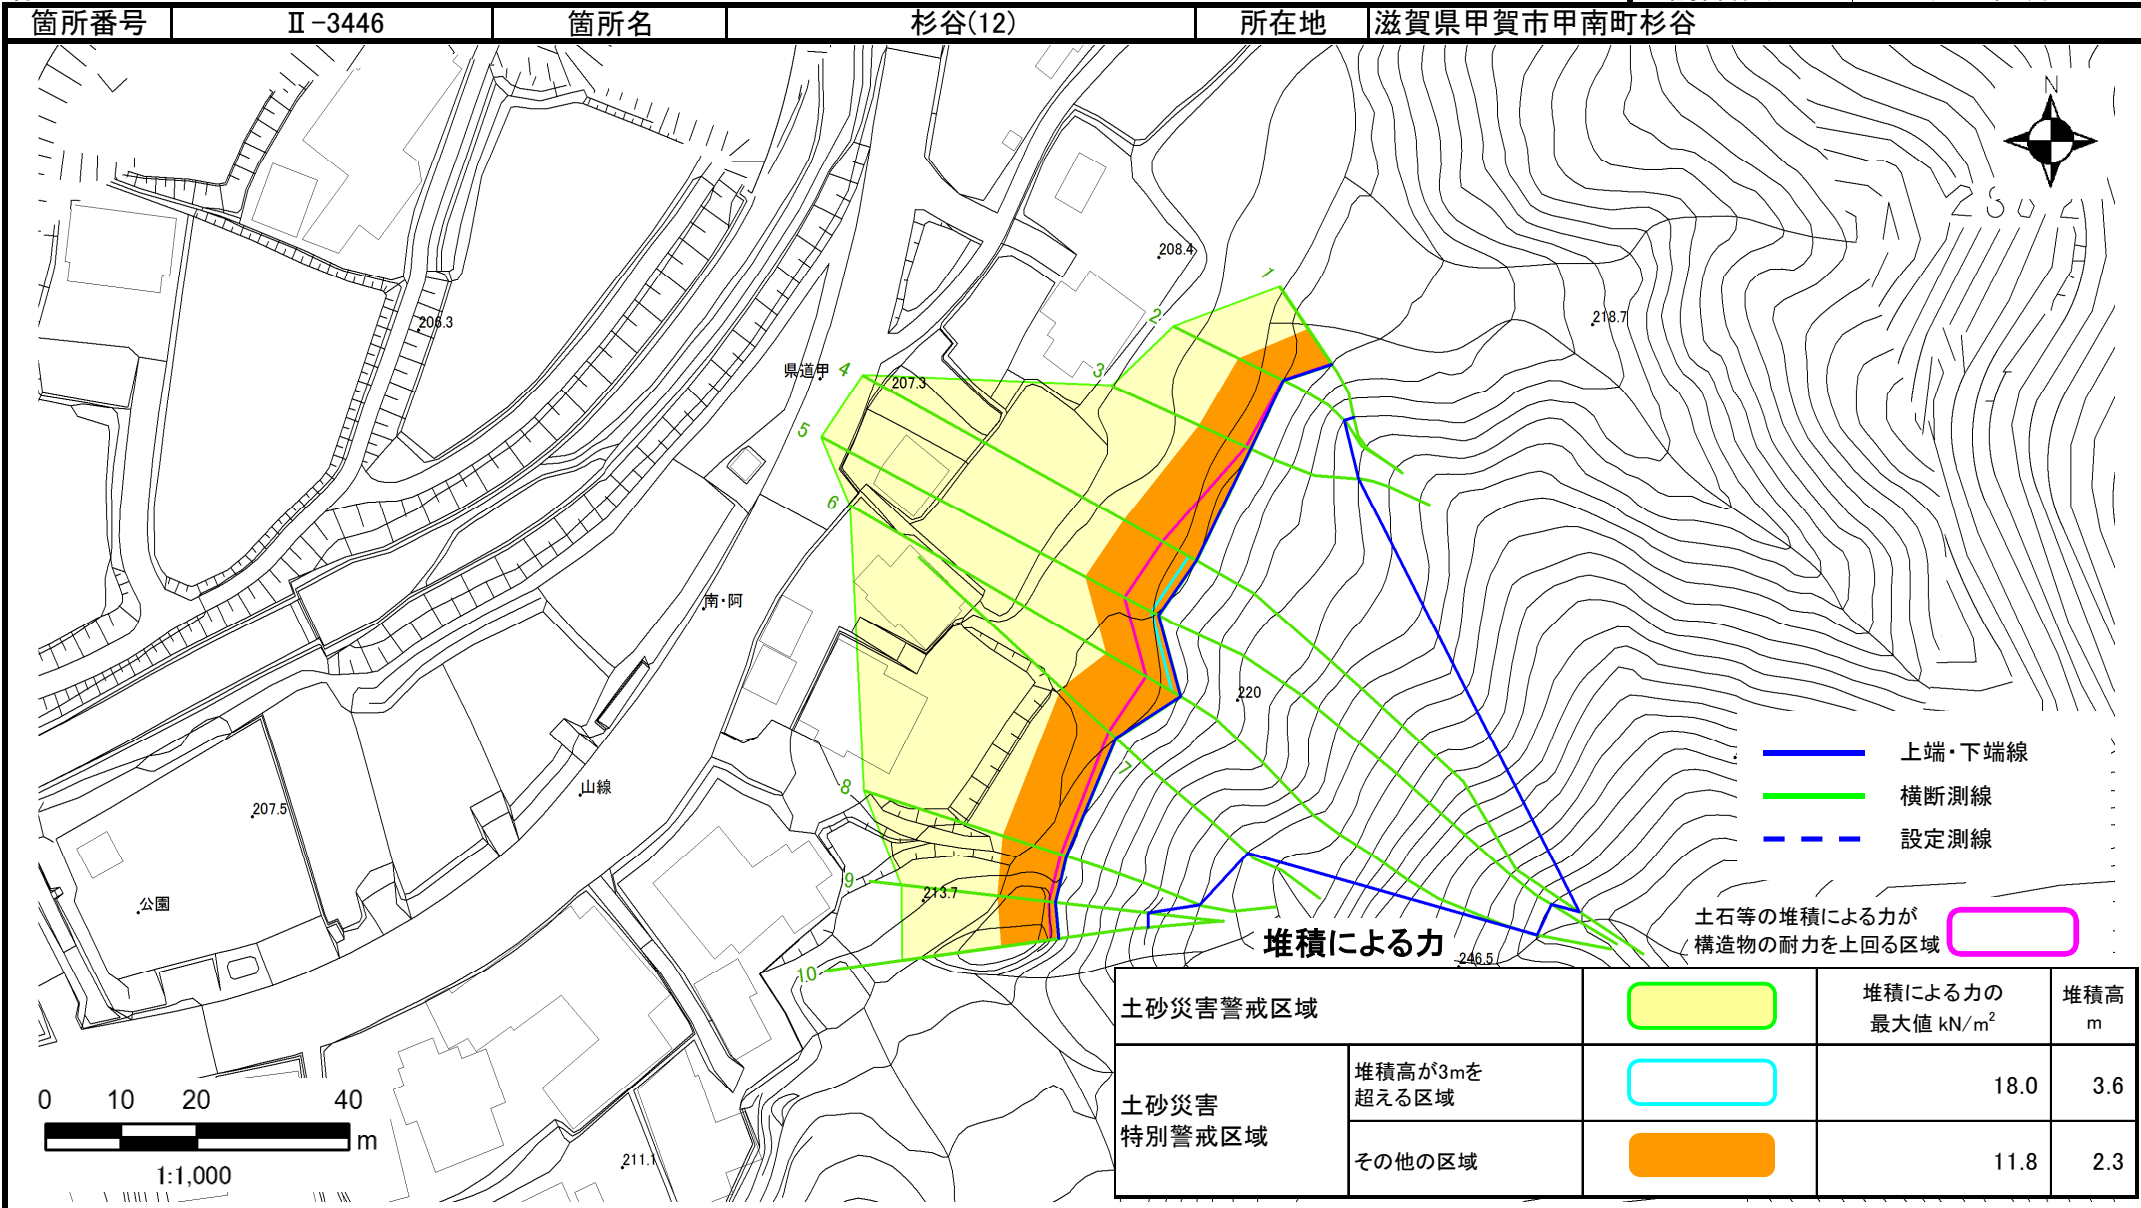 箇所番号 Ⅱ-3446 箇所名 杉谷(12) 所在地 滋賀県甲賀市甲南町杉谷
N
208.4
1
2
218.7
206.3
県道甲
4
207.3
3
5
6
南・阿
220
7
山線
8
207.5
公園
9
213.7
10
246.5
211.1
上端・下端線
横断測線
設定測線
土石等の堆積による力が
構造物の耐力を上回る区域
堆積による力
土砂災害警戒区域
堆積による力の
最大値 kN/m²
堆積高
m
土砂災害
特別警戒区域
堆積高が3mを
超える区域
18.0 3.6
その他の区域
11.8 2.3
0 10 20 40
m
1:1,000